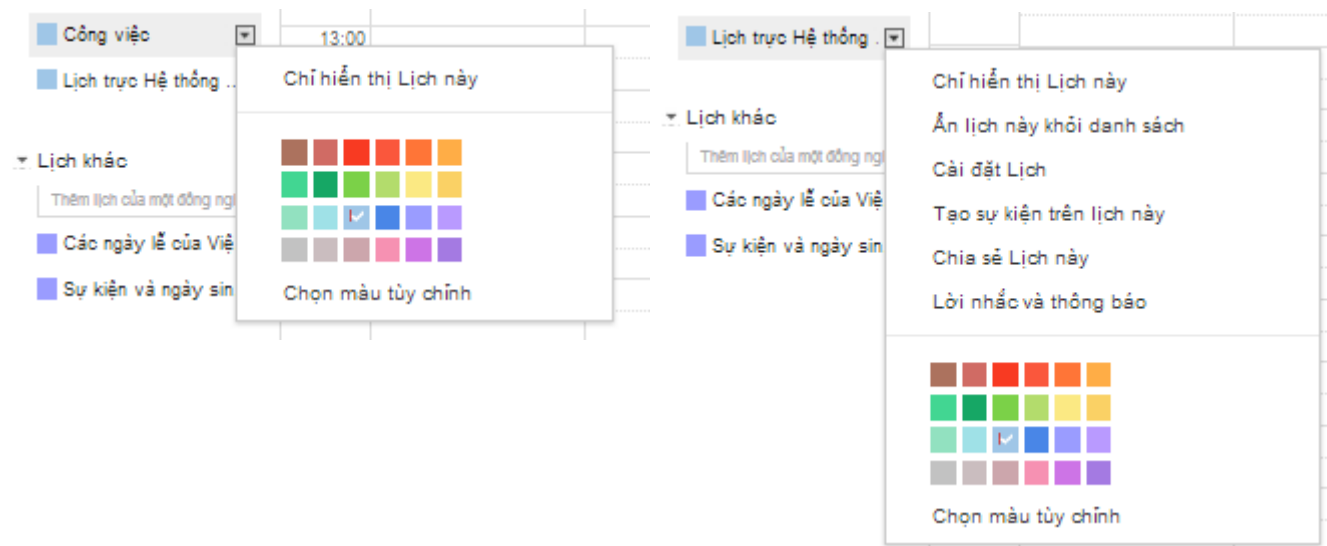 Công việc
13:00
Chỉ hiển thị Lịch này
Lịch trực Hệ thống ...
Lịch khác
Thêm lịch của một đồng ngi
Các ngày lễ của Việ
Sự kiện và ngày sin
Chọn màu tùy chỉnh
Lịch trực Hệ thống .
Chỉ hiển thị Lịch này
Ẩn lịch này khỏi danh sách
Lịch khác
Thêm lịch của một đồng ngi
Cài đặt Lịch
Các ngày lễ của Việ
Tạo sự kiện trên lịch này
Sự kiện và ngày sin
Chia sẻ Lịch này
Lời nhắc và thông báo
Chọn màu tùy chỉnh